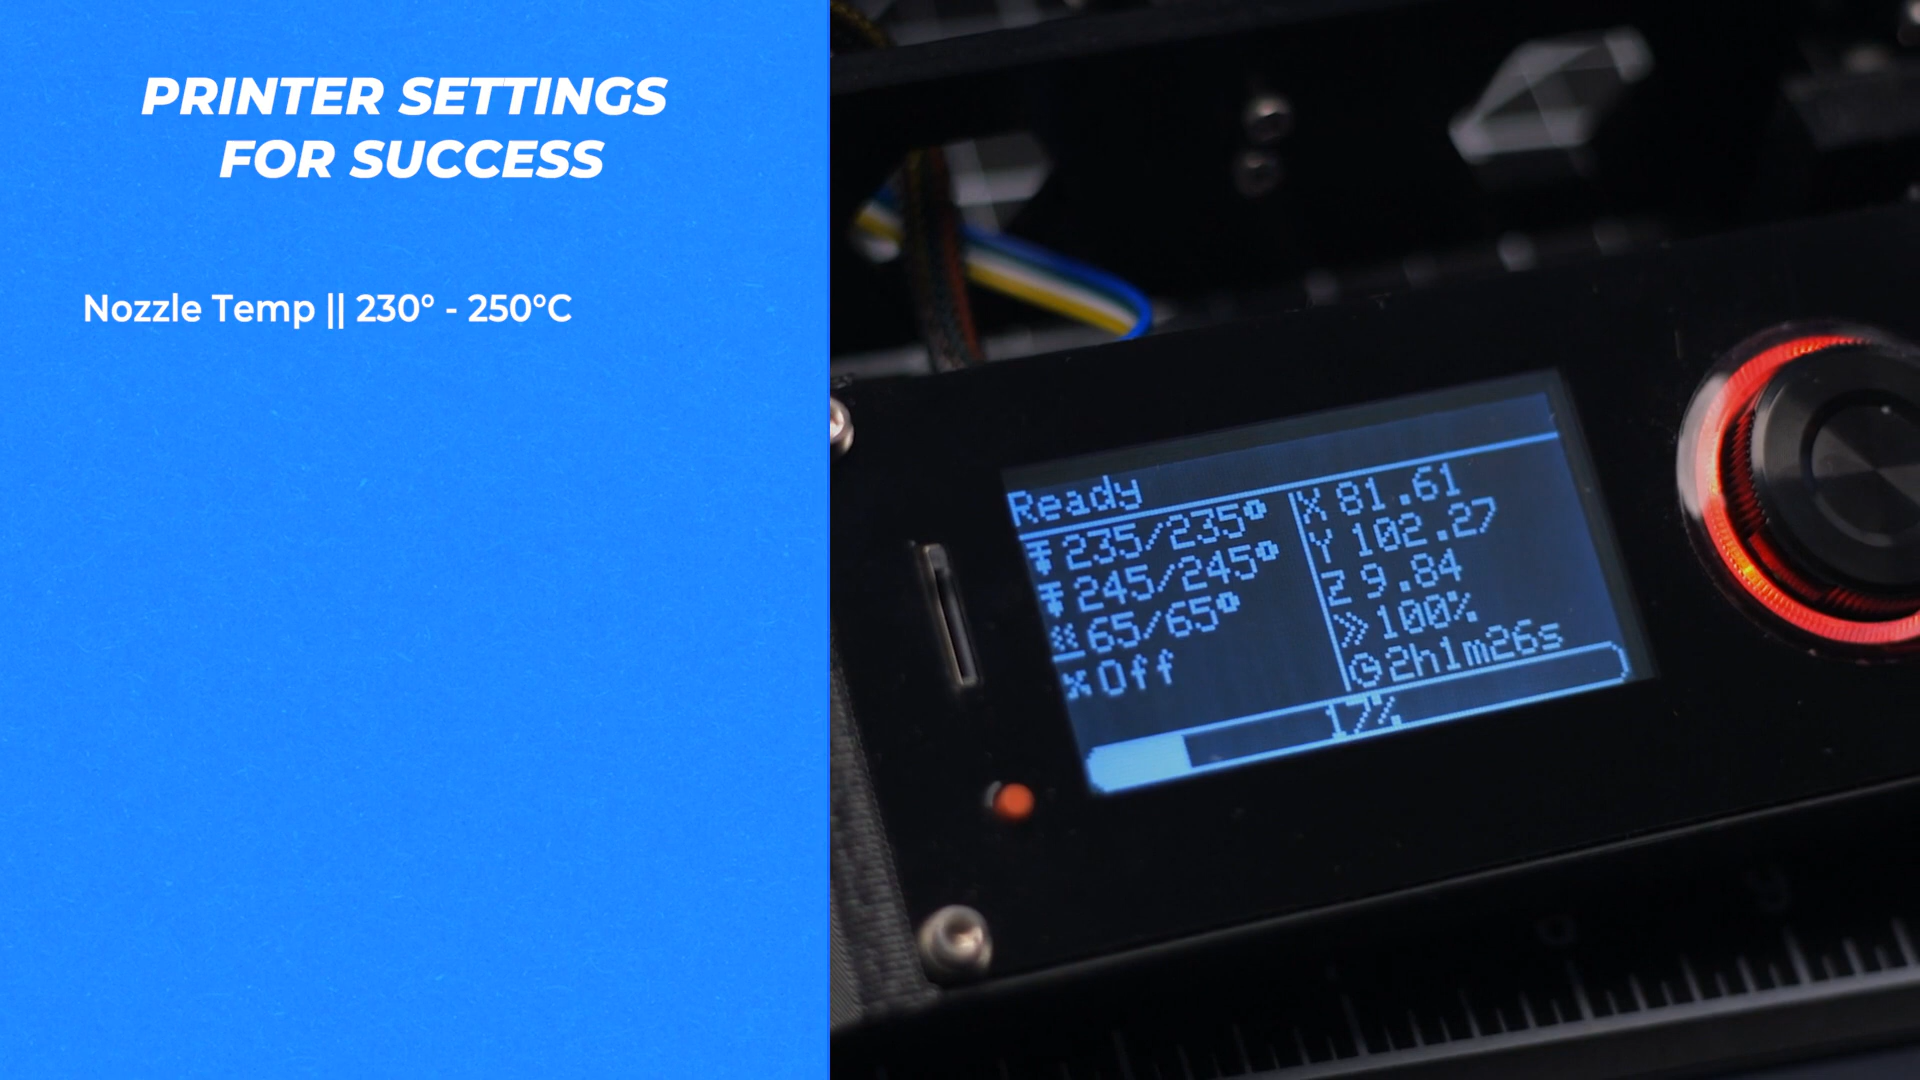 PRINTER SETTINGS
FOR SUCCESS
Nozzle Temp || 230° - 250°C
Ready
235/235°
245/245°
65/65°
Off
X 81.61
Y 102.27
Z 9.84
100%
2h1m26s
17%